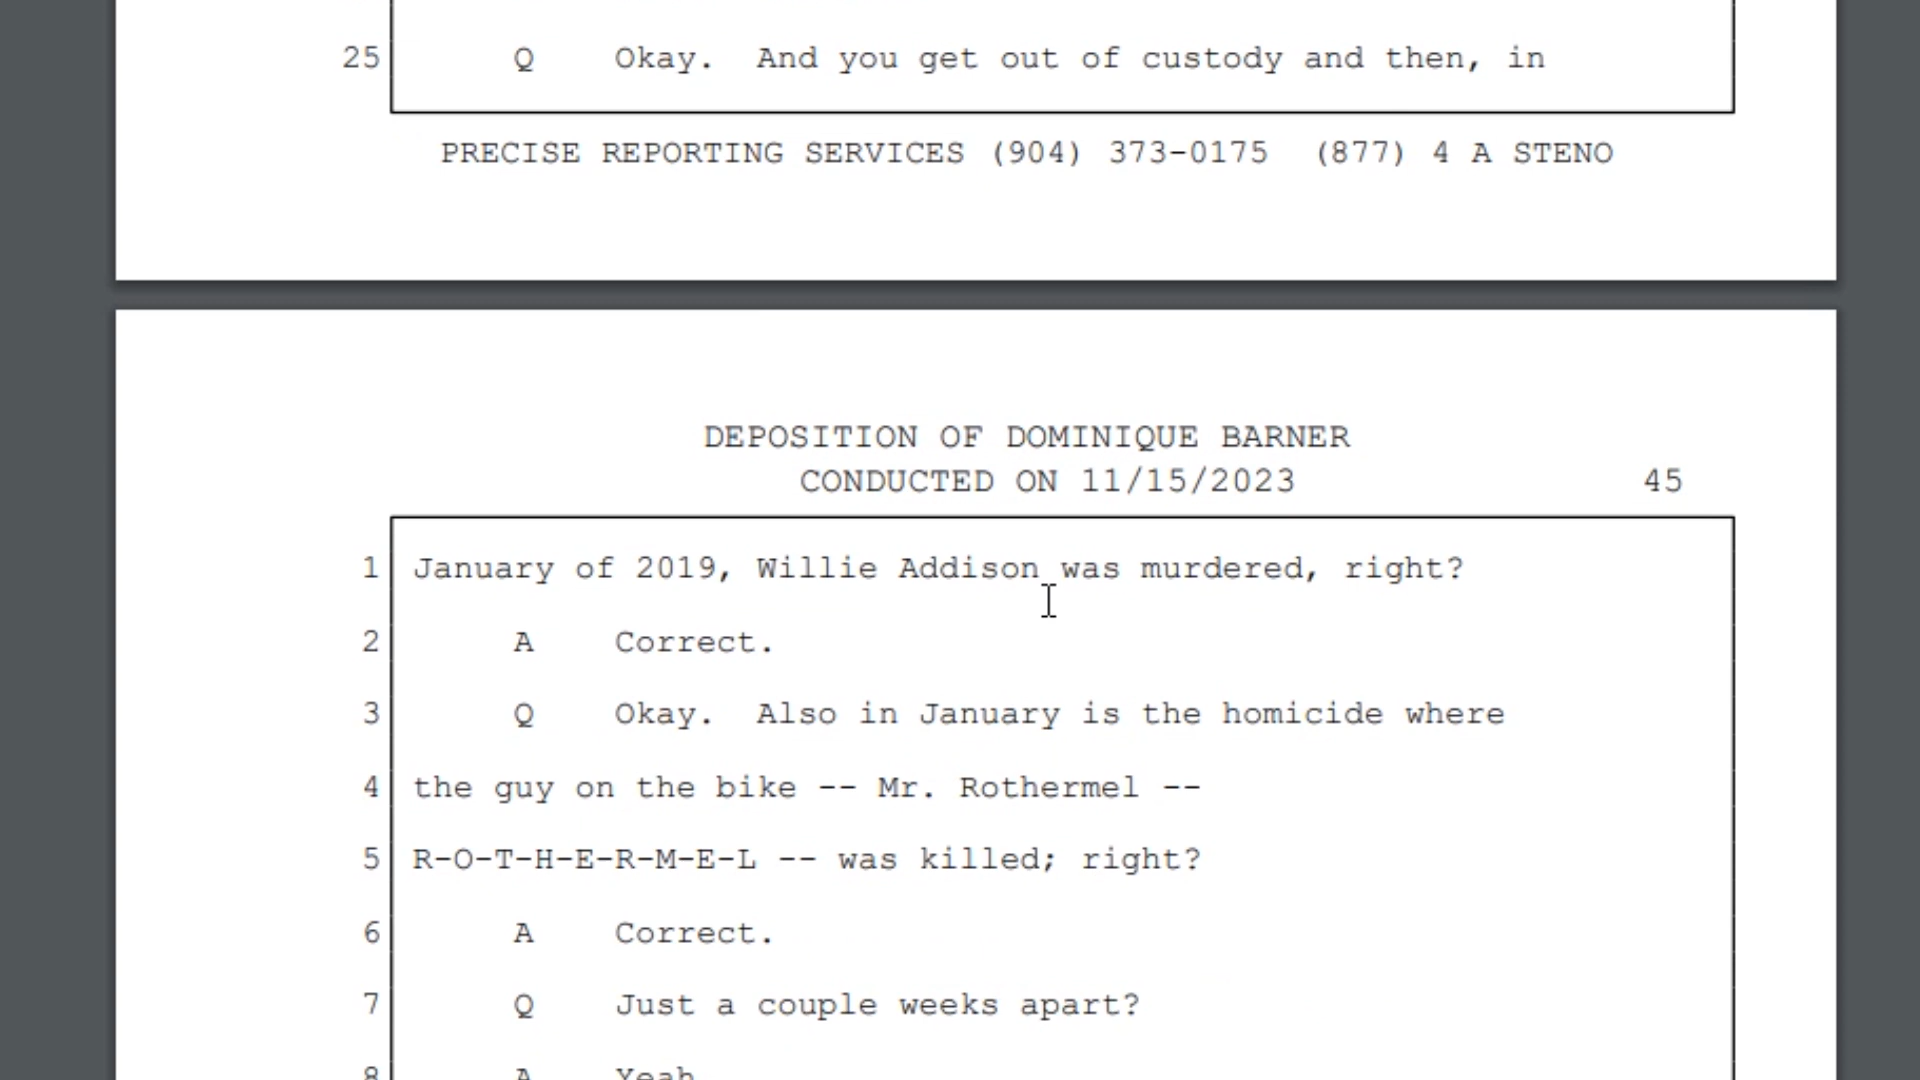 25 Q Okay. And you get out of custody and then, in
PRECISE REPORTING SERVICES (904) 373-0175 (877) 4 A STENO
DEPOSITION OF DOMINIQUE BARNER
CONDUCTED ON 11/15/2023 45
1 January of 2019, Willie Addison was murdered, right?
2 A Correct.
3 Q Okay. Also in January is the homicide where
4 the guy on the bike -- Mr. Rothermel --
5 R-O-T-H-E-R-M-E-L -- was killed; right?
6 A Correct.
7 Q Just a couple weeks apart?
8 A Yeah